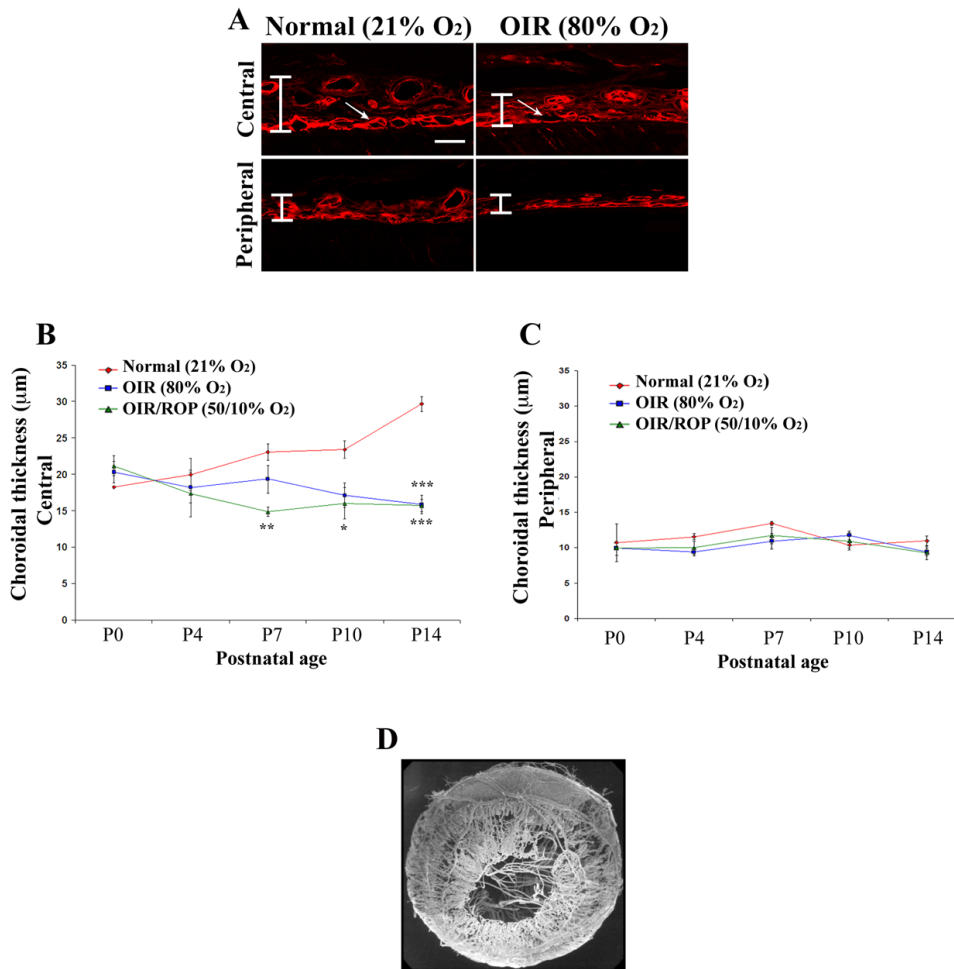 A
Normal (21% O₂)
OIR (80% O₂)
Central
Peripheral
B
Choroidal thickness (μm)
Central
Normal (21% O₂)
OIR (80% O₂)
OIR/ROP (50/10% O₂)
35
30
25
20
15
10
5
0
***
***
**
*
P0 P4 P7 P10 P14
Postnatal age
C
Choroidal thickness (μm)
Peripheral
Normal (21% O₂)
OIR (80% O₂)
OIR/ROP (50/10% O₂)
35
30
25
20
15
10
5
0
P0 P4 P7 P10 P14
Postnatal age
D